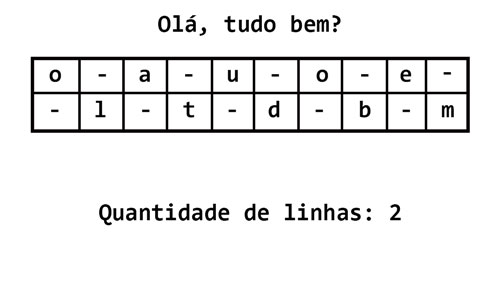 Olá, tudo bem?
o - a - u - o - e -
- l - t - d - b - m
Quantidade de linhas: 2